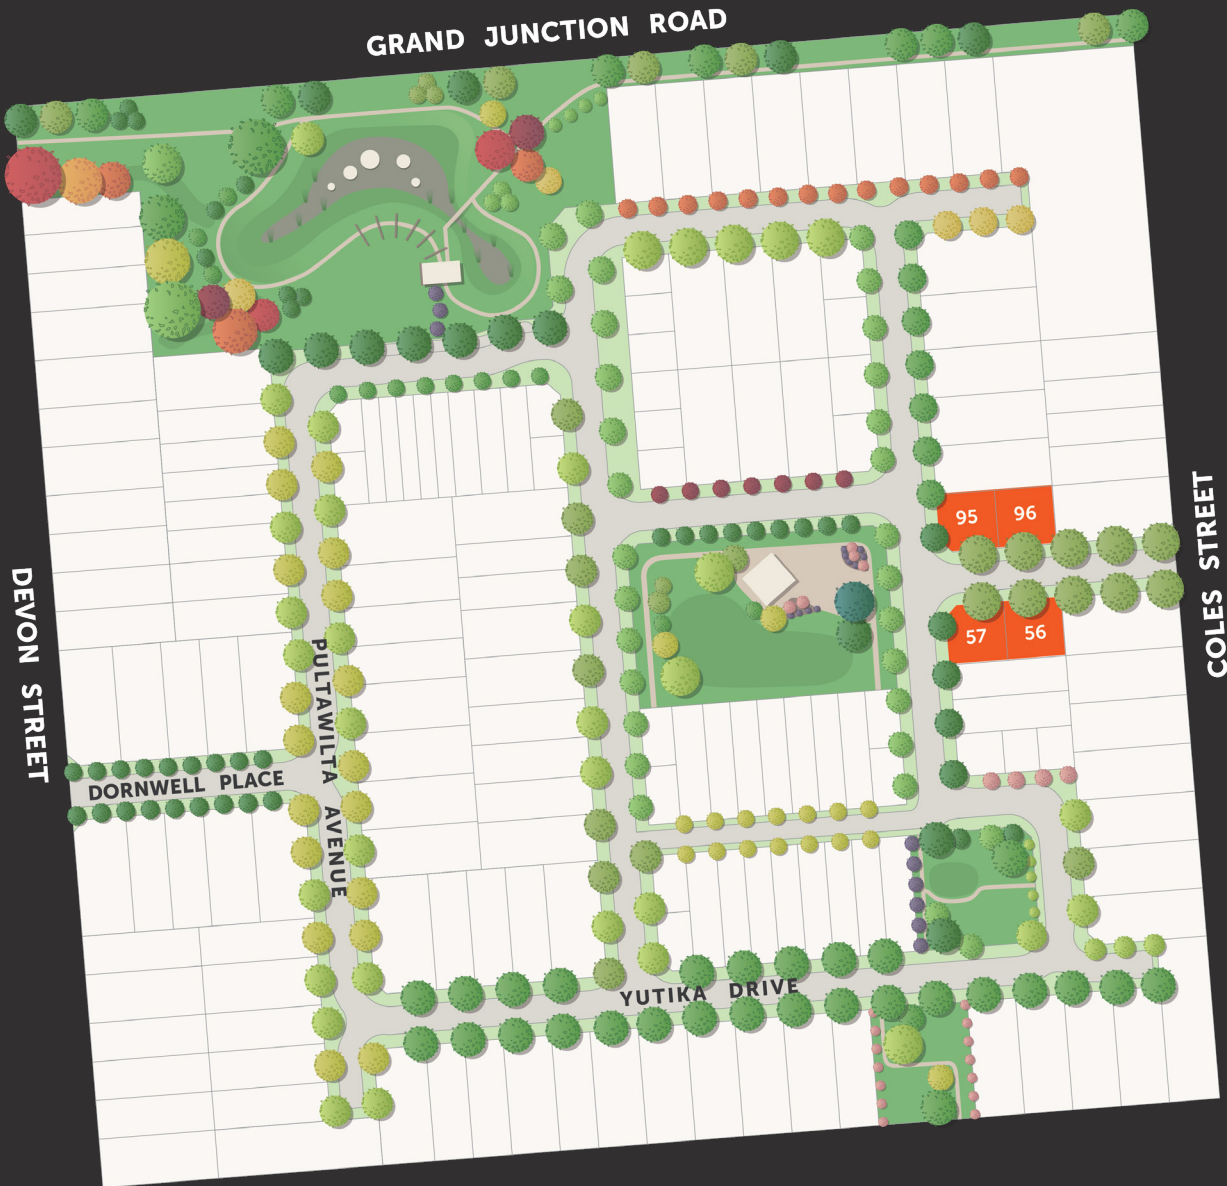 GRAND JUNCTION ROAD
95 96
57 56
COLES STREET
DEVON STREET
PULTAWILTA AVENUE
DORNWELL PLACE
YUTIKA DRIVE